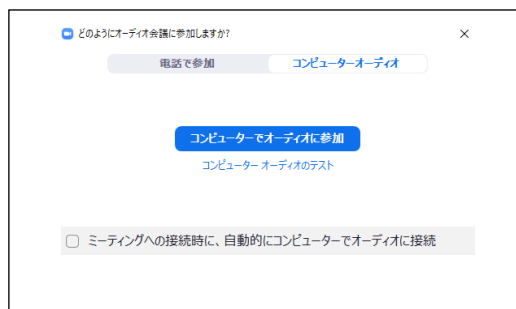 どのようにオーディオ会議に参加しますか?
電話で参加
コンピューターオーディオ
コンピューターでオーディオに参加
コンピューター オーディオのテスト
ミーティングへの接続時に、自動的にコンピューターでオーディオに接続